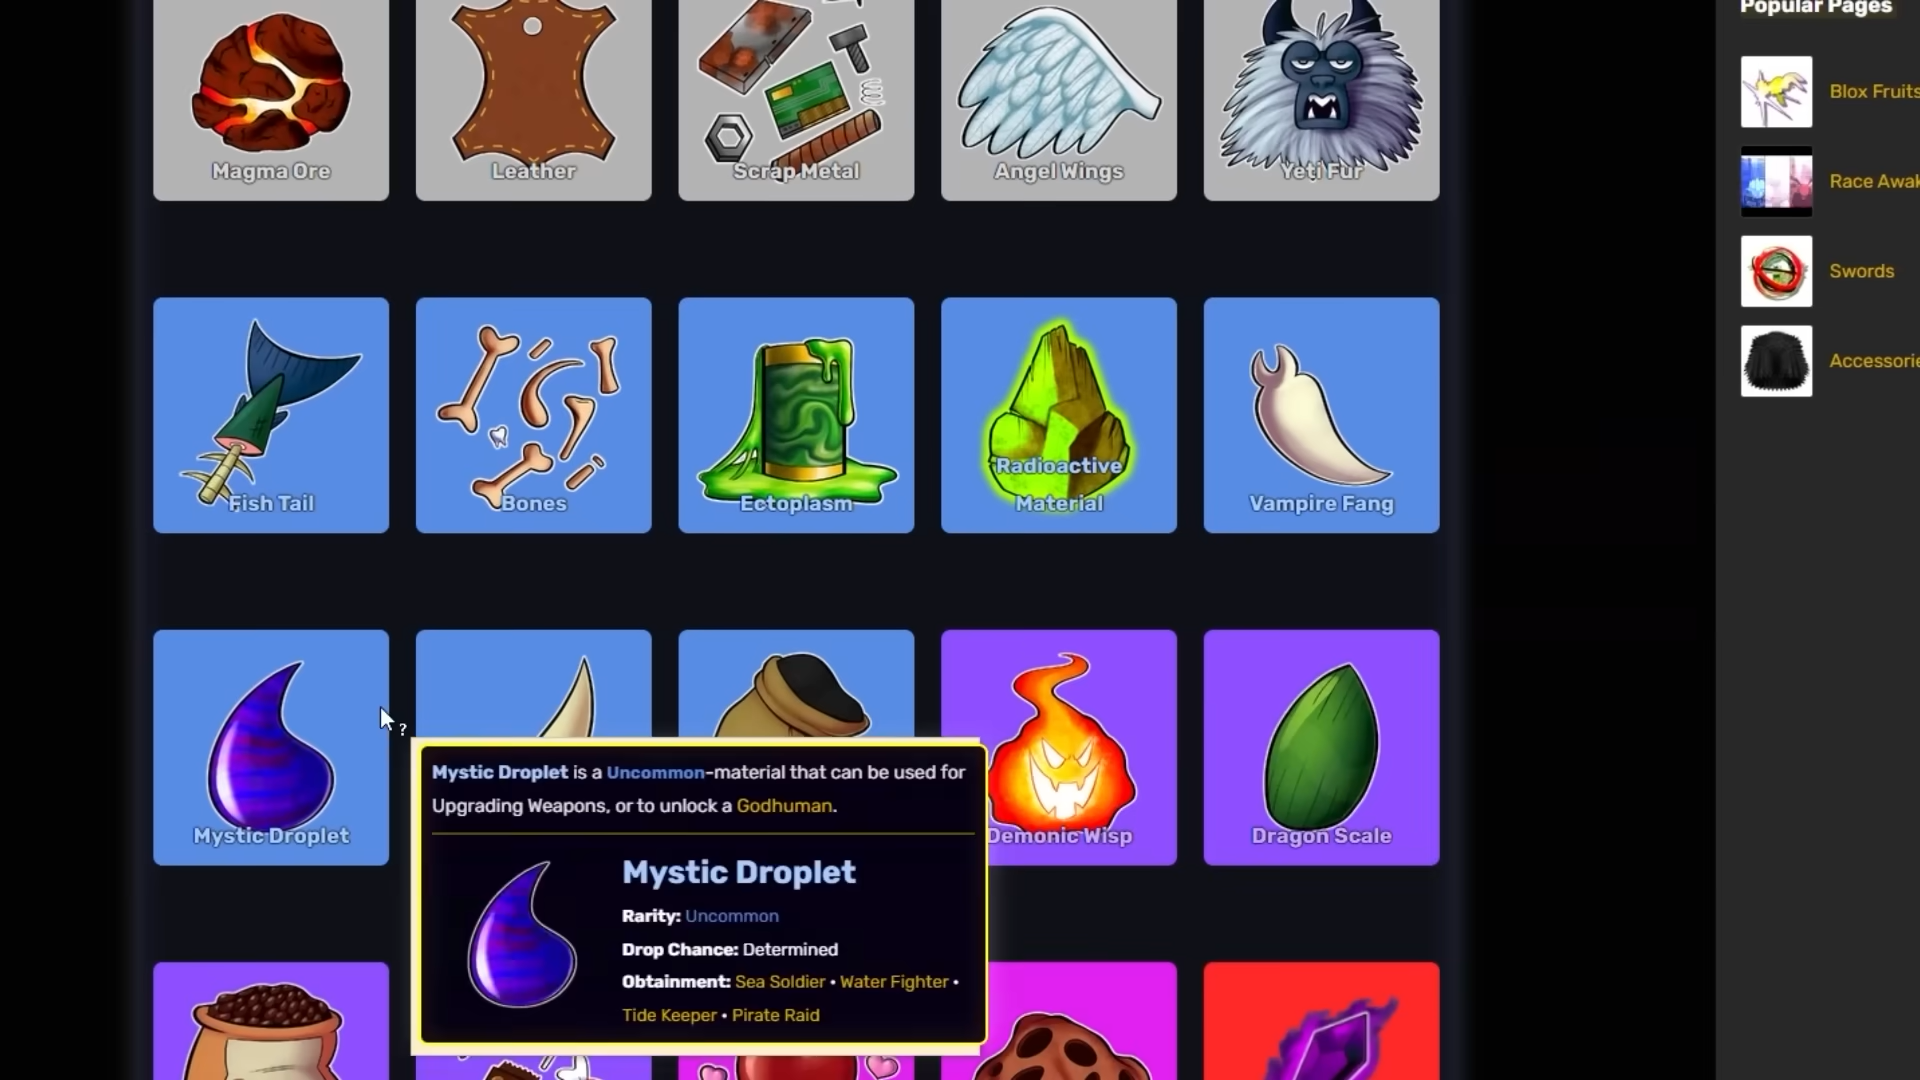 Popular Pages
Magma Ore
Leather
Scrap Metal
Angel Wings
Yeti Fur
Blox Fruits
Race Awak
Swords
Accessorie
Fish Tail
Bones
Ectoplasm
Radioactive
Material
Vampire Fang
Mystic Droplet
Demonic Wisp
Dragon Scale
?
Mystic Droplet is a Uncommon-material that can be used for
Upgrading Weapons, or to unlock a Godhuman.
Mystic Droplet
Rarity: Uncommon
Drop Chance: Determined
Obtainment: Sea Soldier • Water Fighter •
Tide Keeper • Pirate Raid